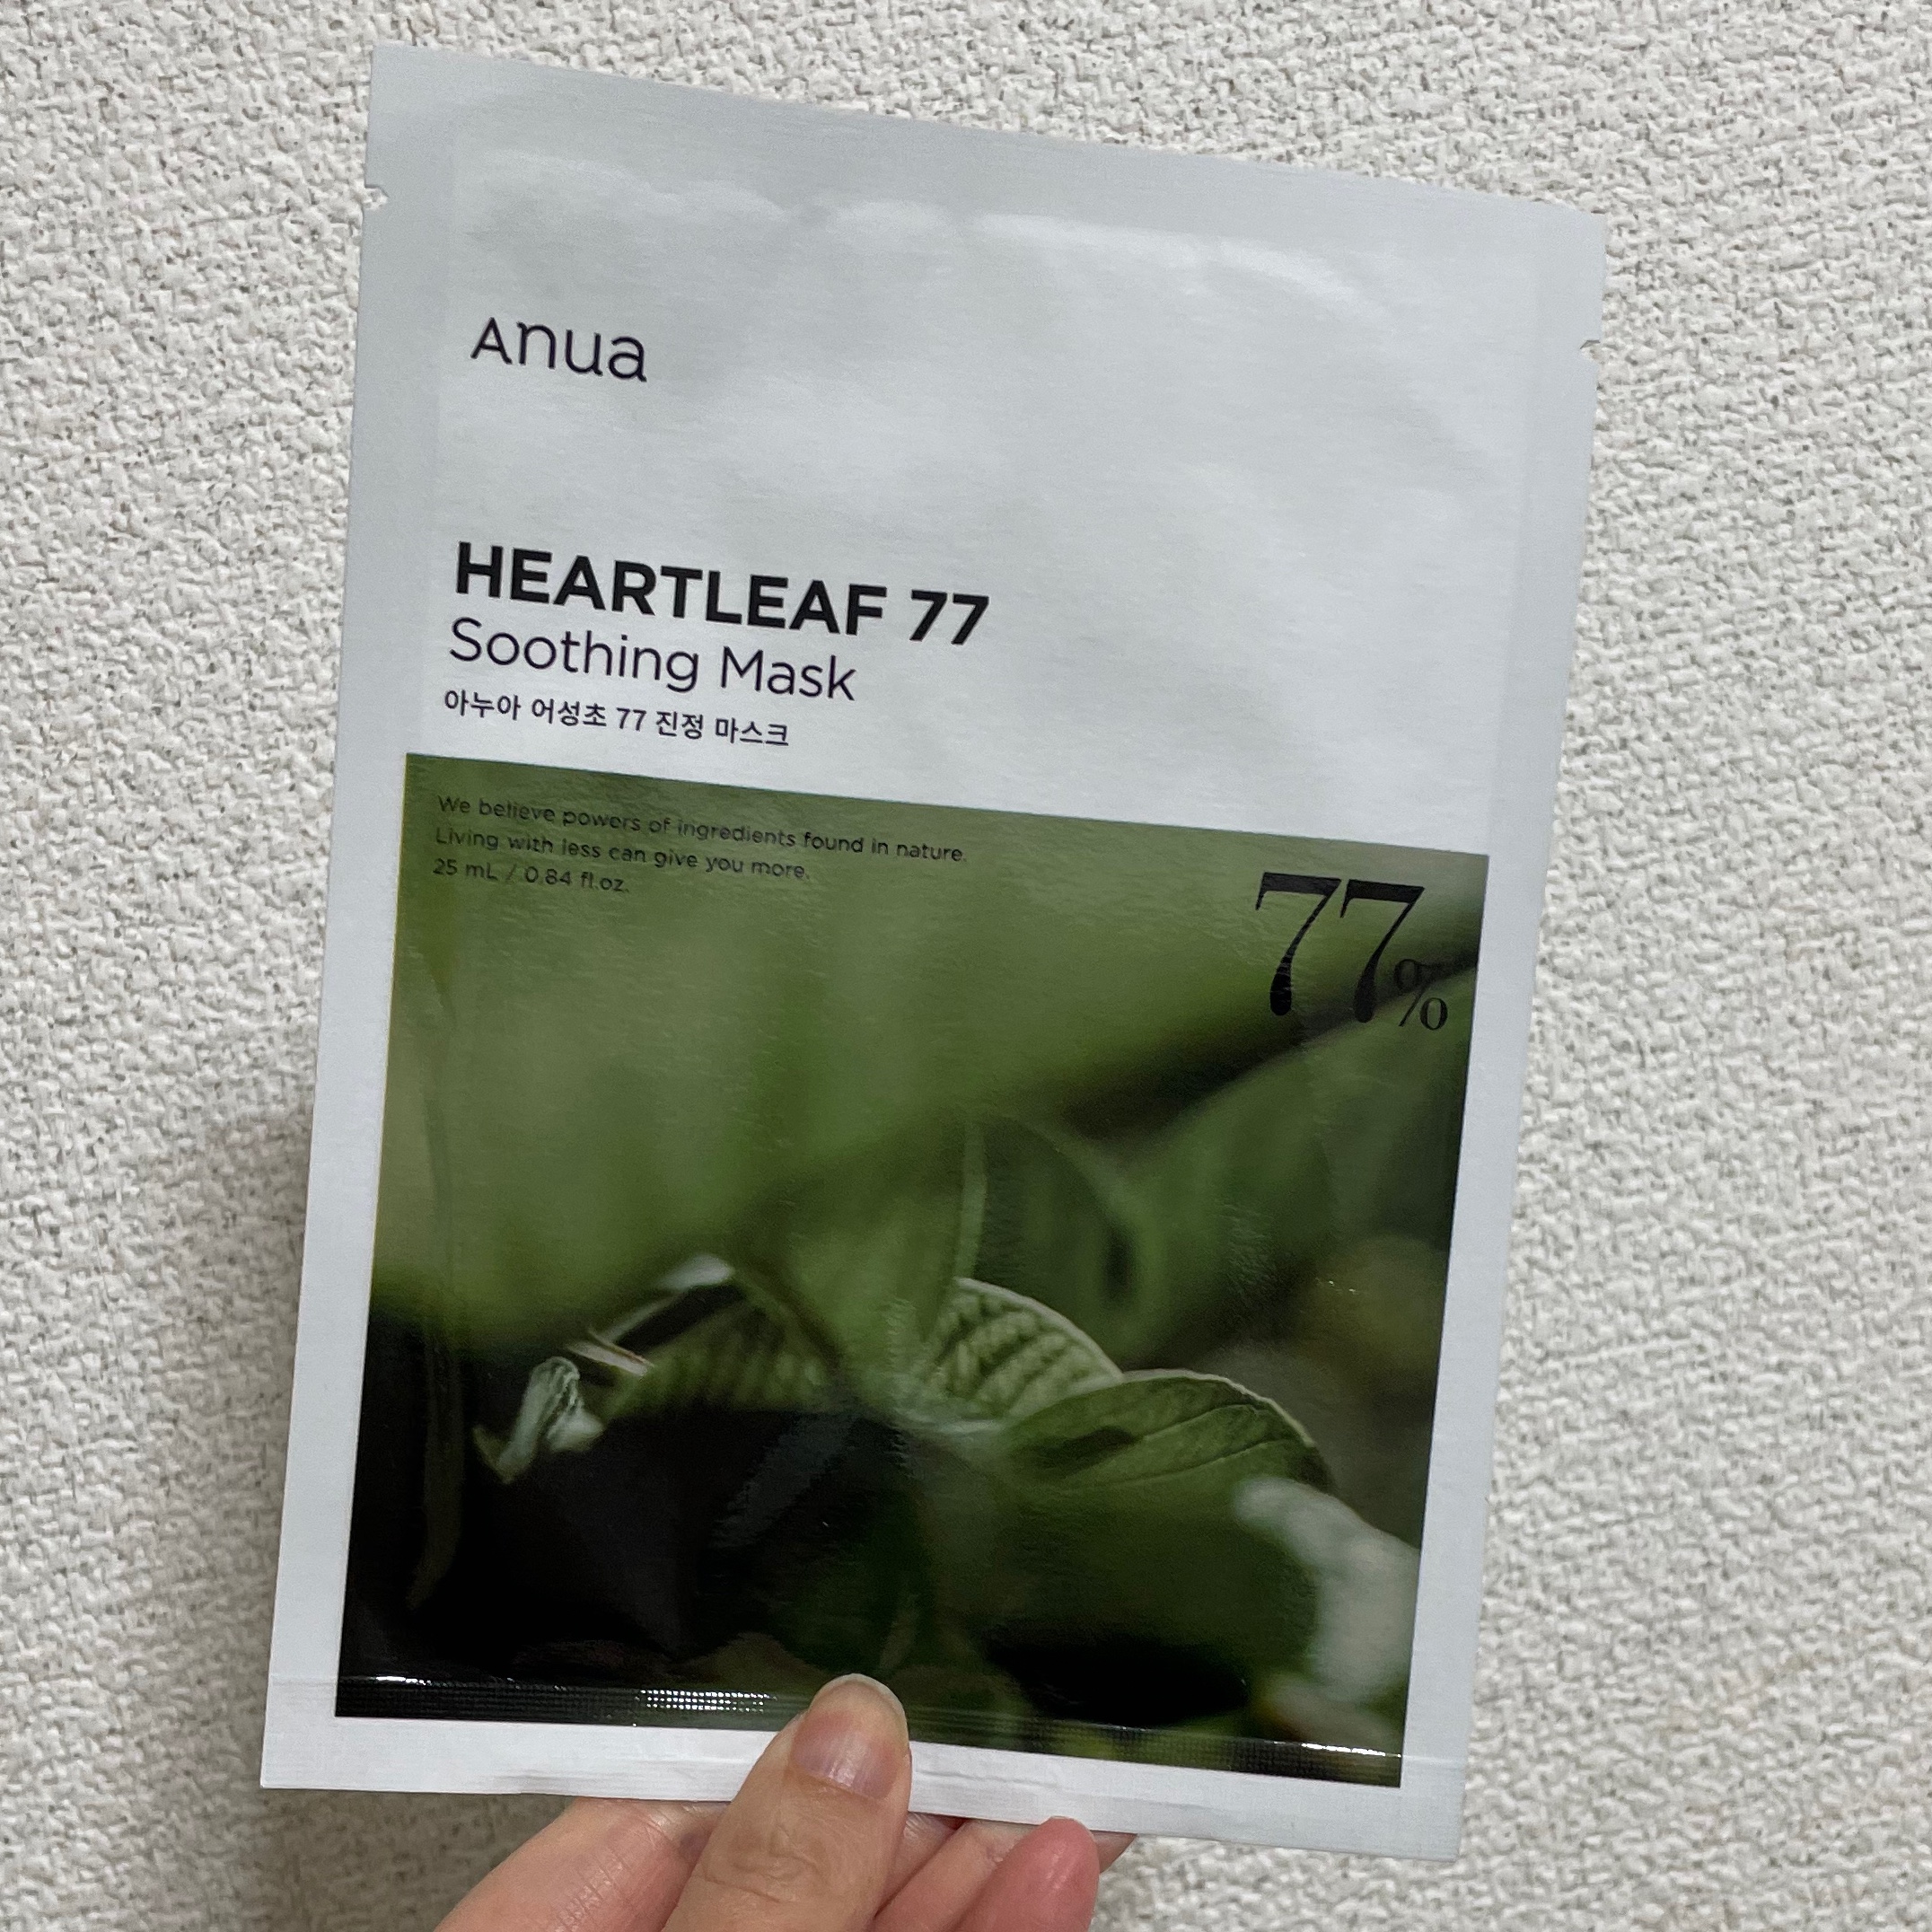 Anua
HEARTLEAF 77
Soothing Mask
아누아 어성초 77 진정 마스크
We believe powers of ingredients found in nature.
Living with less can give you more.
25 mL / 0.84 fl.oz.
77%